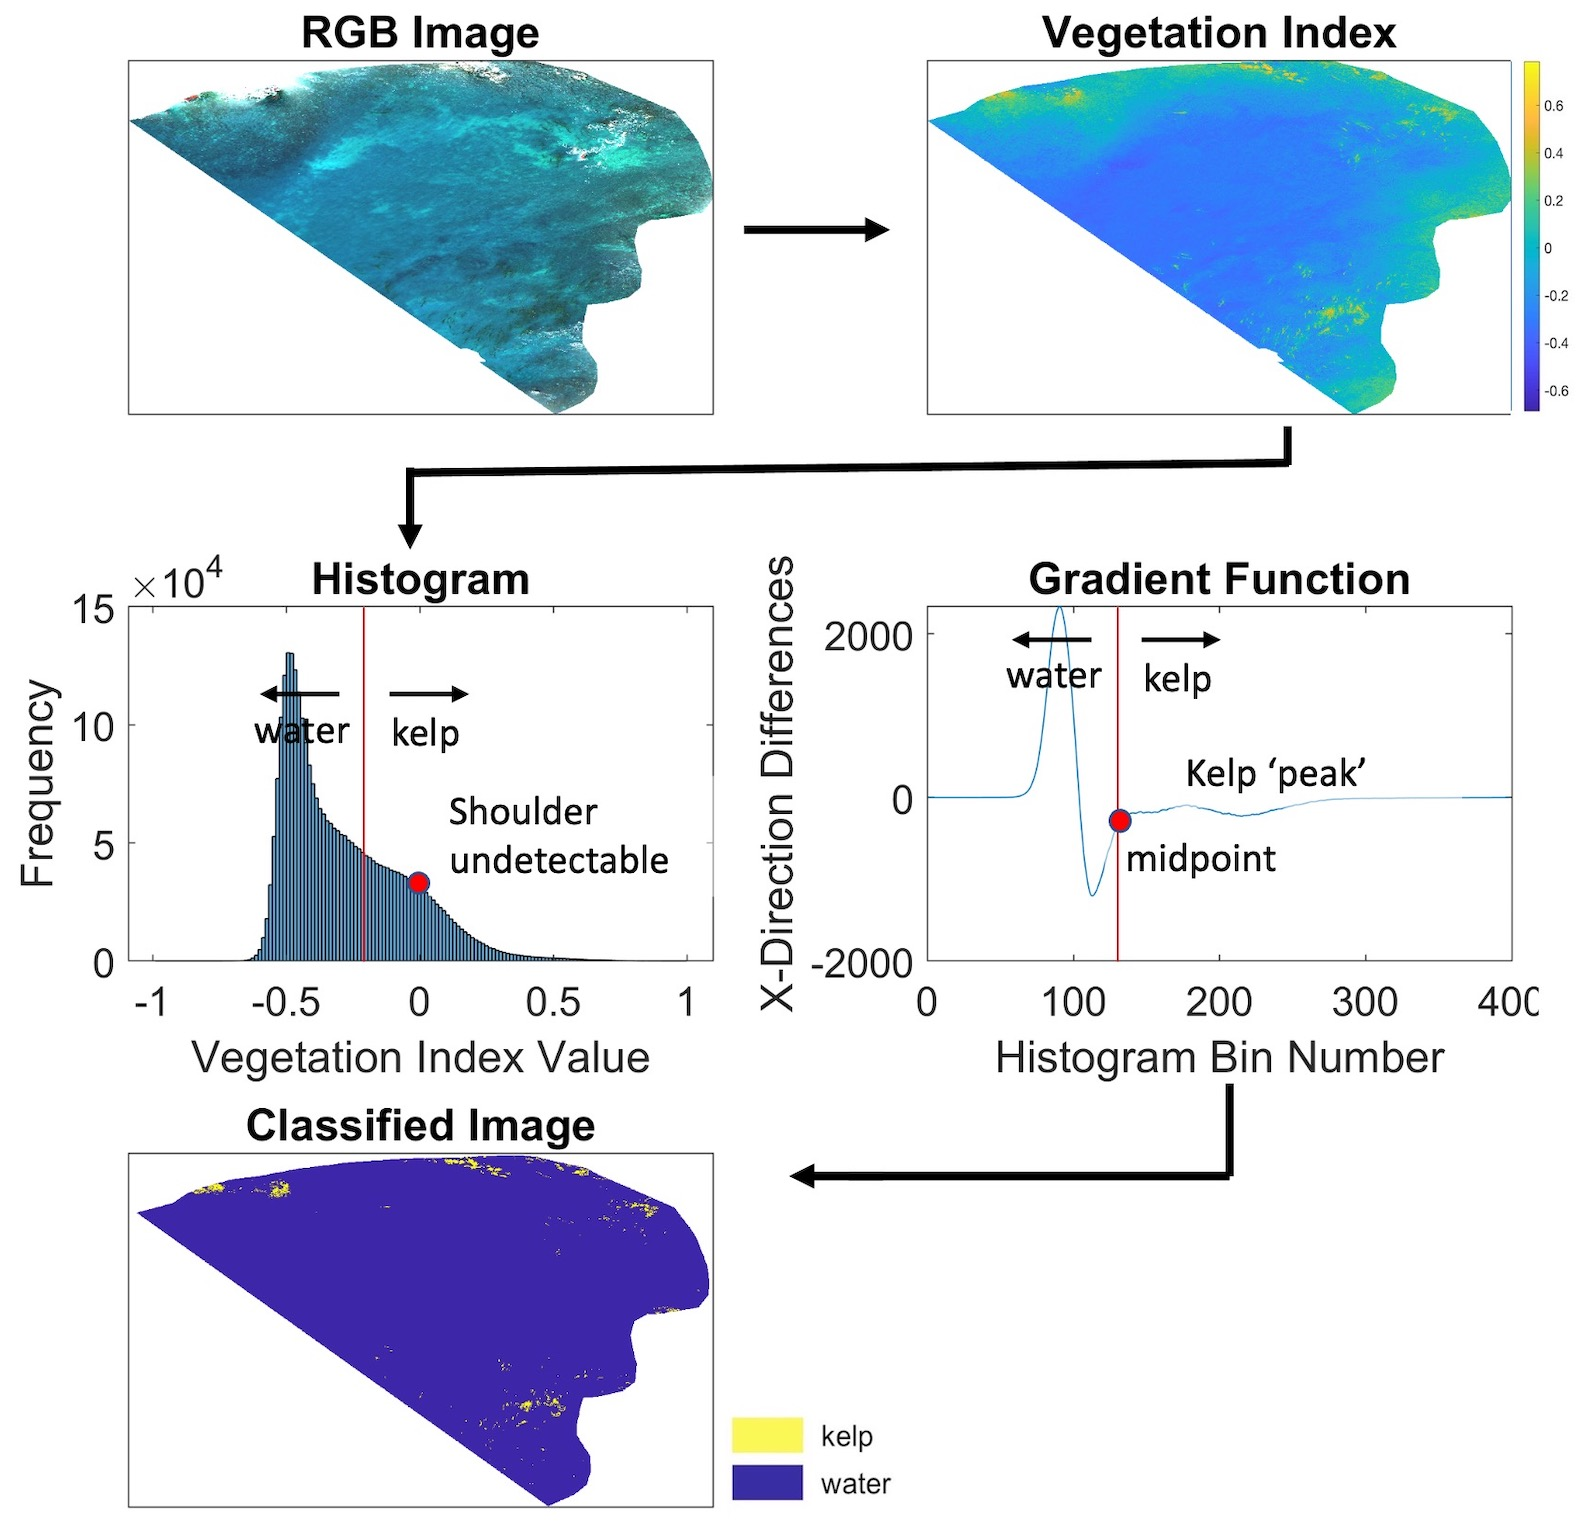 RGB Image
Vegetation Index
0.6
0.4
0.2
0
-0.2
-0.4
-0.6
×10⁴
Histogram
15
10
5
0
Frequency
water
kelp
Shoulder
undetectable
-1
-0.5
0
0.5
1
Vegetation Index Value
Gradient Function
2000
0
-2000
X-Direction Differences
water
kelp
Kelp ‘peak’
midpoint
0
100
200
300
400
Histogram Bin Number
Classified Image
kelp
water